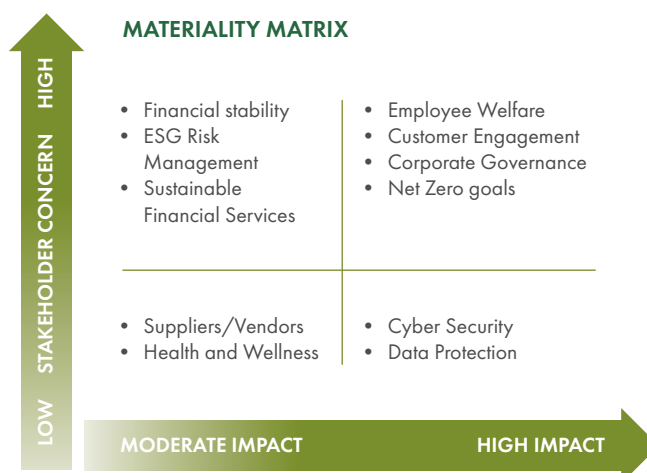 MATERIALITY MATRIX
LOW STAKEHOLDER CONCERN HIGH
• Financial stability
• ESG Risk
Management
• Sustainable
Financial Services
• Employee Welfare
• Customer Engagement
• Corporate Governance
• Net Zero goals
• Suppliers/Vendors
• Health and Wellness
• Cyber Security
• Data Protection
MODERATE IMPACT HIGH IMPACT